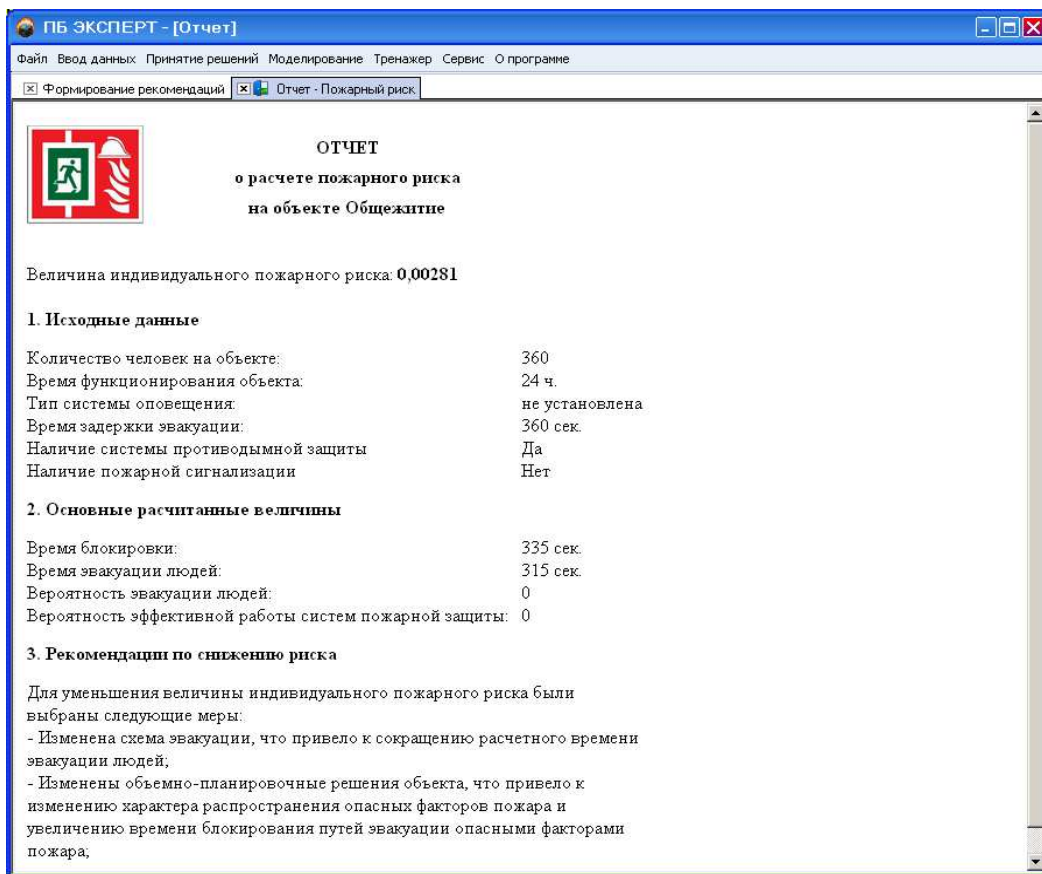 ПБ ЭКСПЕРТ - [Отчет]
Файл Ввод данных Принятие решений Моделирование Тренажер Сервис О программе
Формирование рекомендаций Отчет - Пожарный риск
ОТЧЕТ
о расчете пожарного риска
на объекте Общежитие
Величина индивидуального пожарного риска: 0,00281
1. Исходные данные
Количество человек на объекте: 360
Время функционирования объекта: 24 ч.
Тип системы оповещения: не установлена
Время задержки эвакуации: 360 сек.
Наличие системы противодымной защиты Да
Наличие пожарной сигнализации Нет
2. Основные расчитанные величины
Время блокировки: 335 сек.
Время эвакуации людей: 315 сек.
Вероятность эвакуации людей: 0
Вероятность эффективной работы систем пожарной защиты: 0
3. Рекомендации по снижению риска
Для уменьшения величины индивидуального пожарного риска были
выбраны следующие меры:
- Изменена схема эвакуации, что привело к сокращению расчетного времени
эвакуации людей;
- Изменены объемно-планировочные решения объекта, что привело к
изменению характера распространения опасных факторов пожара и
увеличению времени блокирования путей эвакуации опасными факторами
пожара;